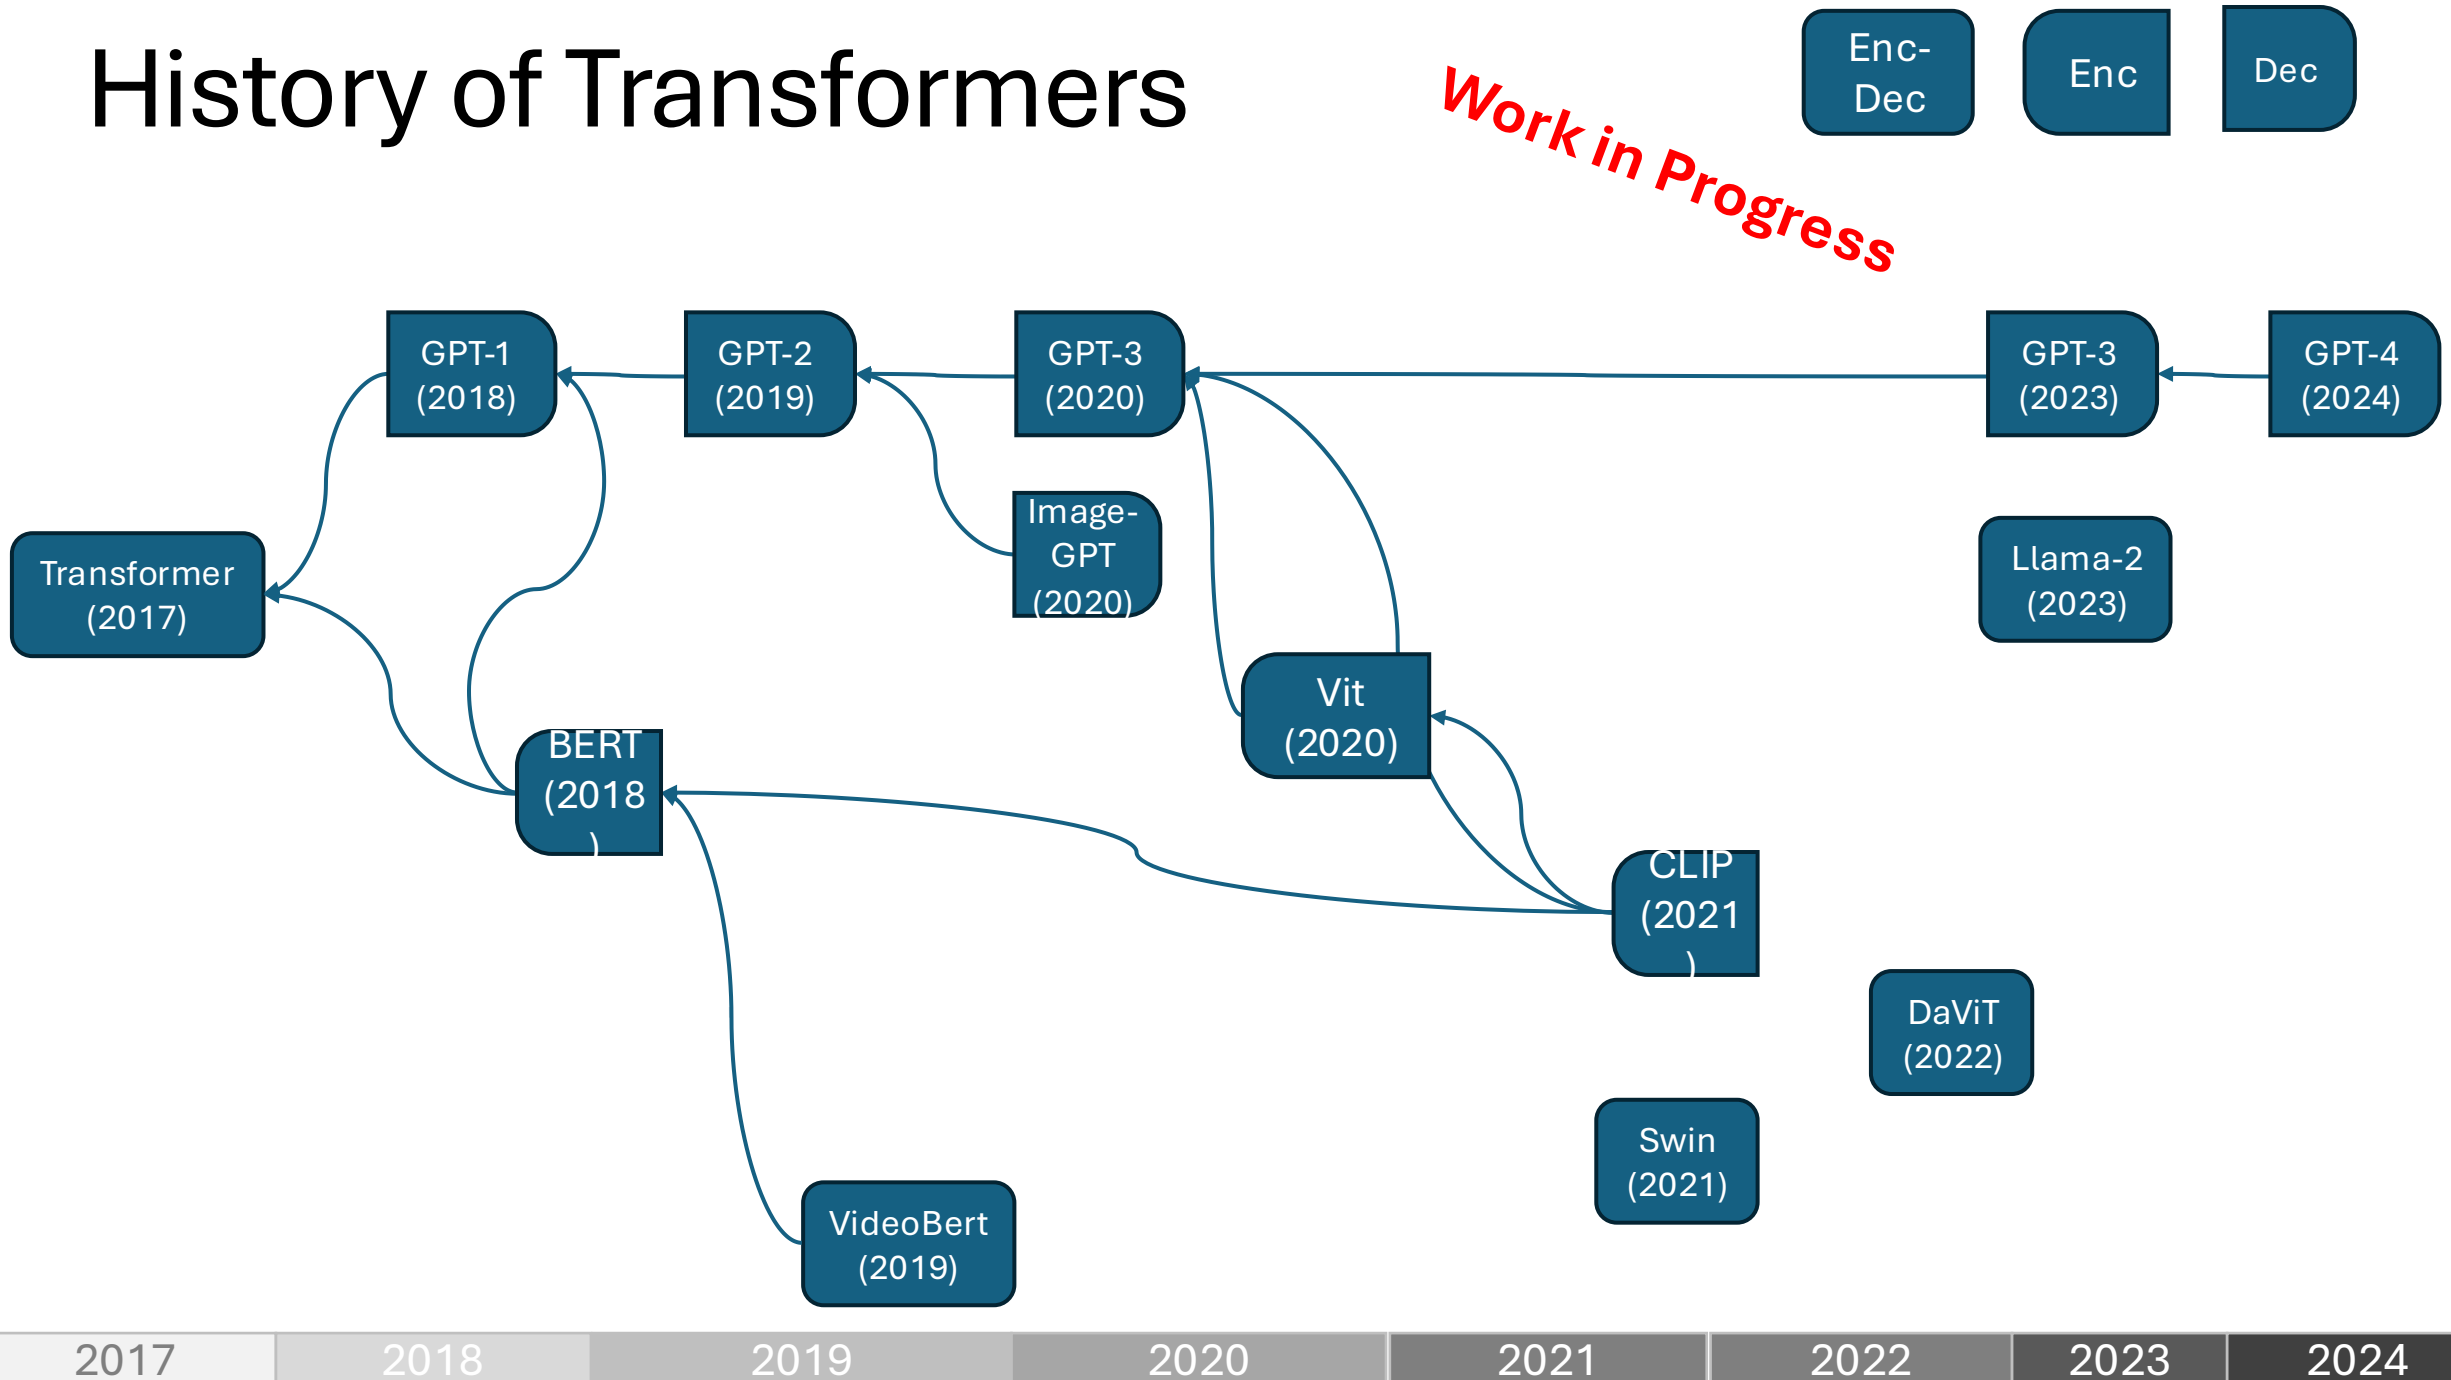 History of Transformers
Work in Progress
Enc-
Dec
Enc
Dec
GPT-1
(2018)
GPT-2
(2019)
GPT-3
(2020)
GPT-3
(2023)
GPT-4
(2024)
Image-
GPT
(2020)
Transformer
(2017)
Llama-2
(2023)
Vit
(2020)
BERT
(2018
)
CLIP
(2021
)
DaViT
(2022)
Swin
(2021)
VideoBert
(2019)
2017
2018
2019
2020
2021
2022
2023
2024